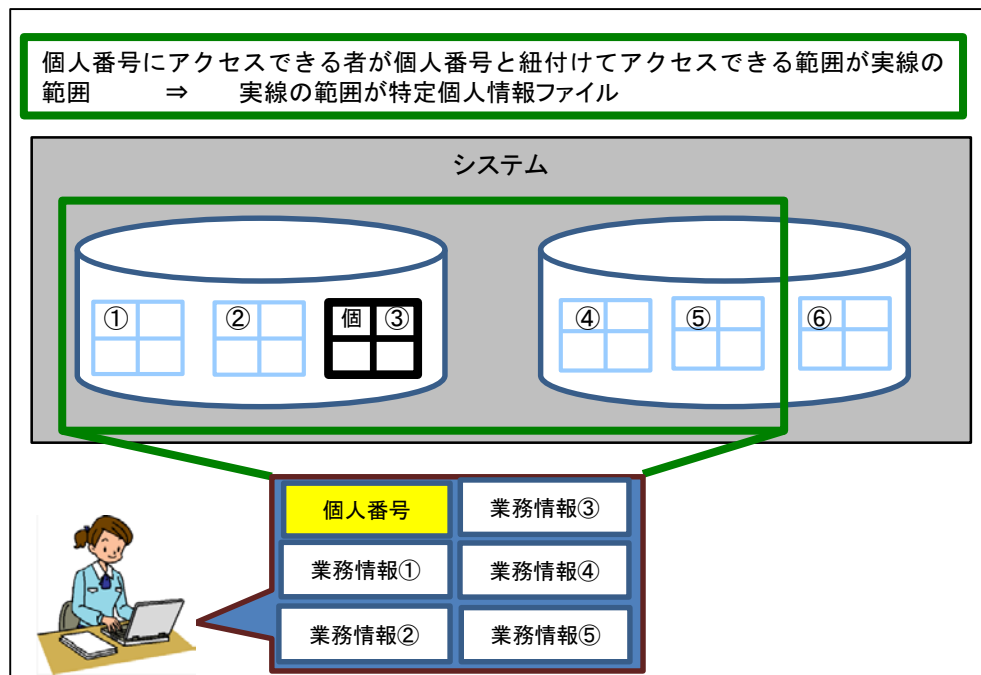 個人番号にアクセスできる者が個人番号と紐付けてアクセスできる範囲が実線の
範囲　　　⇒　　実線の範囲が特定個人情報ファイル
システム
① ② 個 ③ ④ ⑤ ⑥
個人番号 業務情報③
業務情報① 業務情報④
業務情報② 業務情報⑤